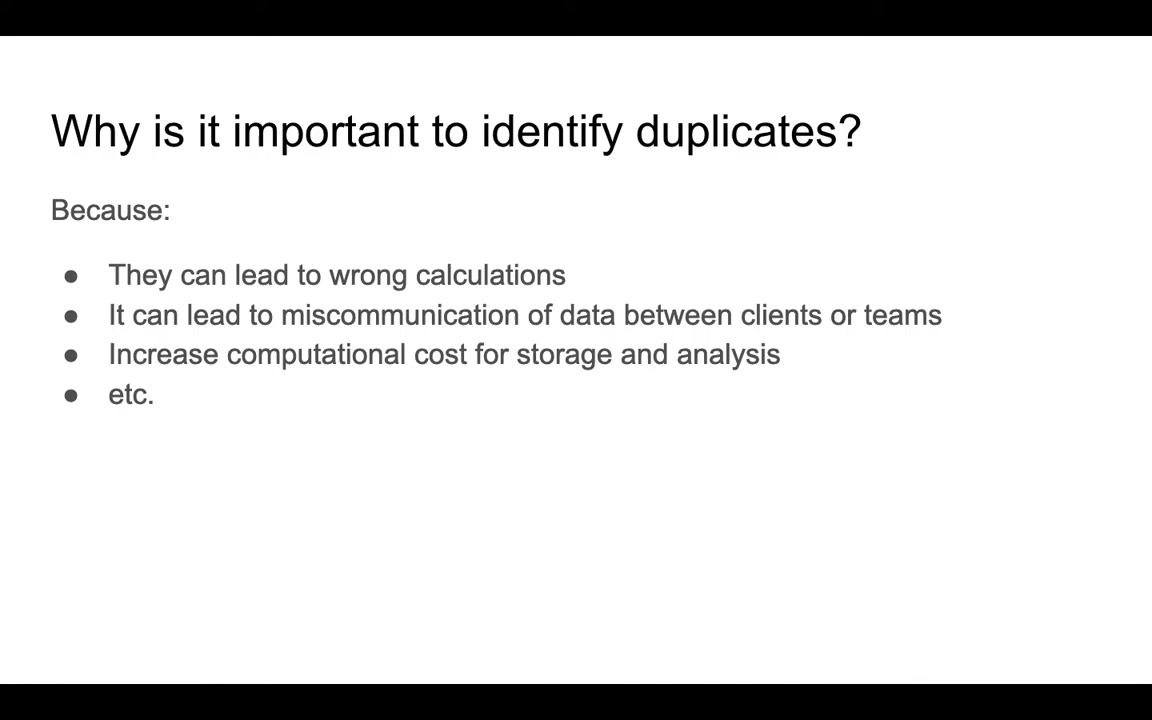 Why is it important to identify duplicates?
Because:
● They can lead to wrong calculations
● It can lead to miscommunication of data between clients or teams
● Increase computational cost for storage and analysis
● etc.